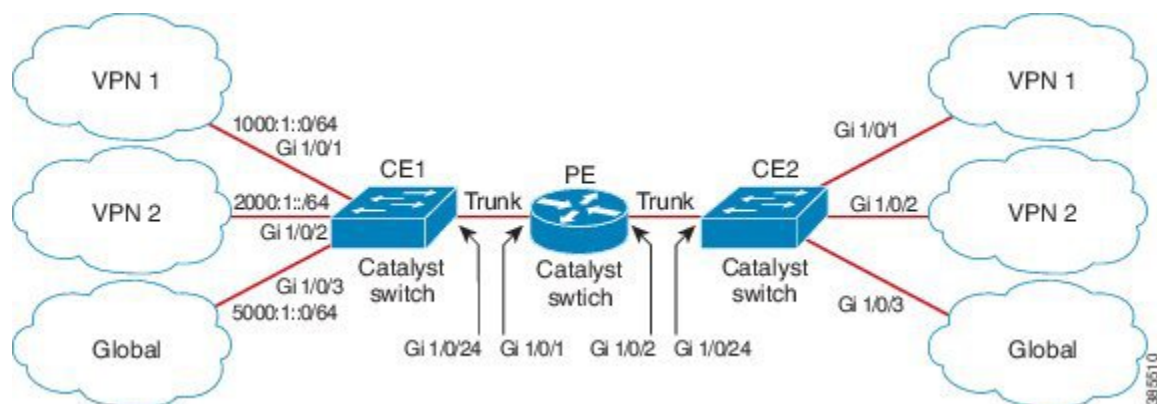 VPN 1
1000:1::0/64
Gi 1/0/1
VPN 2
2000:1::/64
Gi 1/0/2
Global
Gi 1/0/3
5000:1::0/64
CE1
Catalyst
switch
Trunk
PE
Catalyst
swtich
Trunk
CE2
Catalyst
switch
Gi 1/0/24
Gi 1/0/1
Gi 1/0/2
Gi 1/0/24
Gi 1/0/1
VPN 1
Gi 1/0/2
VPN 2
Gi 1/0/3
Global
385510